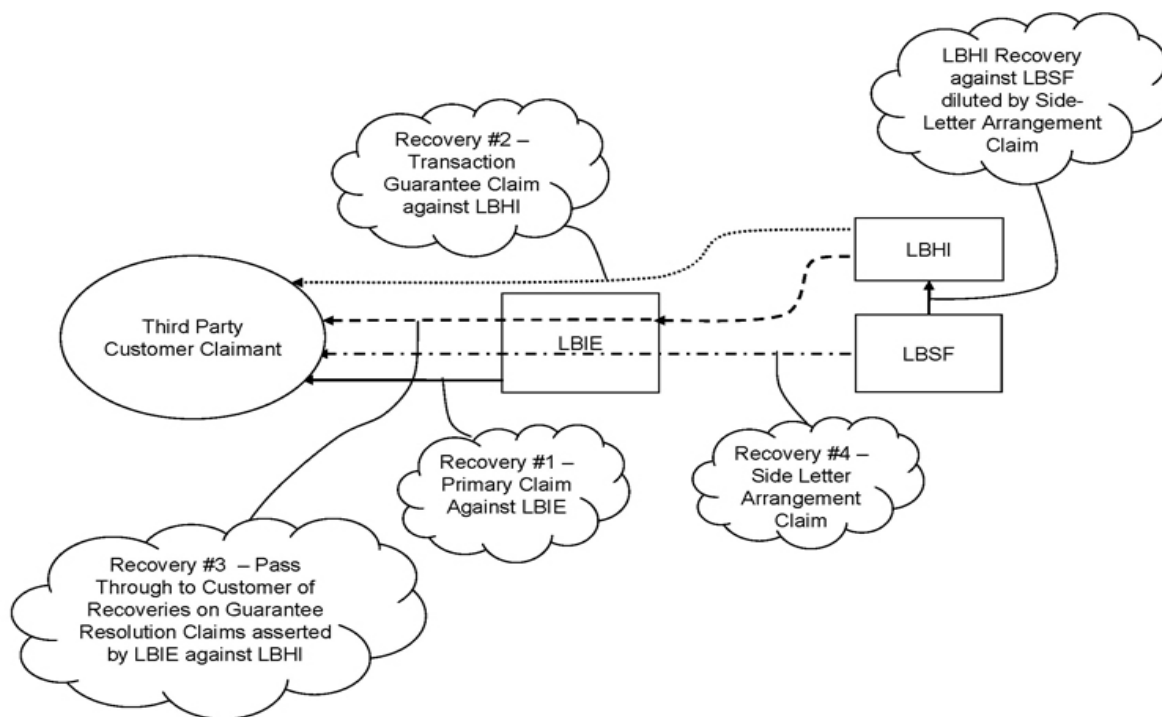 LBHI Recovery
against LBSF
diluted by Side-
Letter Arrangement
Claim
Recovery #2 –
Transaction
Guarantee Claim
against LBHI
LBHI
Third Party
Customer Claimant
LBIE
LBSF
Recovery #1 –
Primary Claim
Against LBIE
Recovery #4 –
Side Letter
Arrangement
Claim
Recovery #3 – Pass
Through to Customer of
Recoveries on Guarantee
Resolution Claims asserted
by LBIE against LBHI